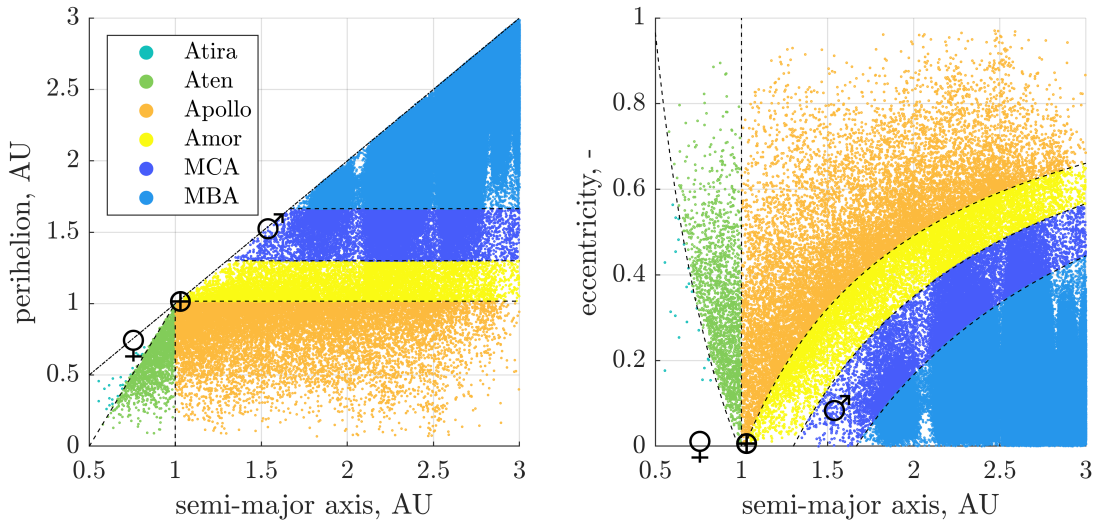 3
2.5
2
1.5
1
0.5
0
perihelion, AU
Atira
Aten
Apollo
Amor
MCA
MBA
♂
⊕
♀
0.5 1 1.5 2 2.5 3
semi-major axis, AU
1
0.8
0.6
0.4
0.2
0
eccentricity, -
♂
♀
⊕
0.5 1 1.5 2 2.5 3
semi-major axis, AU